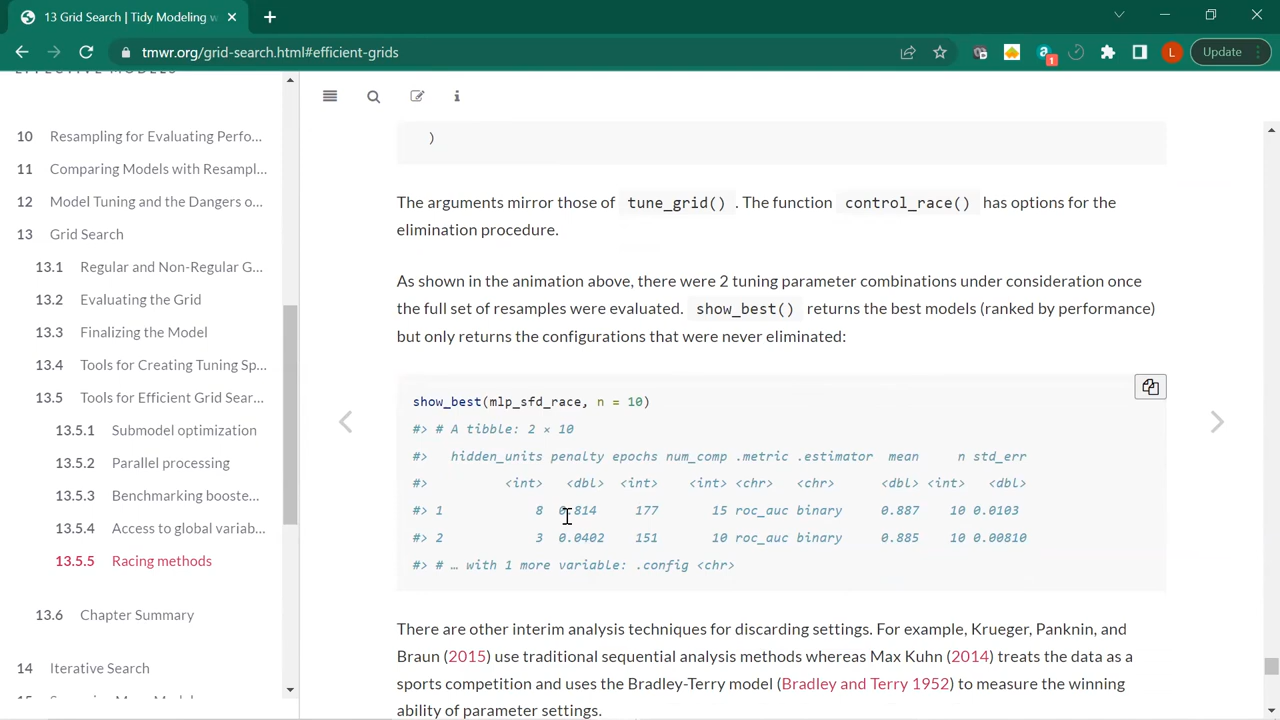 13 Grid Search | Tidy Modeling w
tmwr.org/grid-search.html#efficient-grids
1
L
Update
10 Resampling for Evaluating Perfo...
11 Comparing Models with Resampl...
12 Model Tuning and the Dangers o...
13 Grid Search
13.1 Regular and Non-Regular G...
13.2 Evaluating the Grid
13.3 Finalizing the Model
13.4 Tools for Creating Tuning Sp...
13.5 Tools for Efficient Grid Sear...
13.5.1 Submodel optimization
13.5.2 Parallel processing
13.5.3 Benchmarking booste...
13.5.4 Access to global variab...
13.5.5 Racing methods
13.6 Chapter Summary
14 Iterative Search
)
The arguments mirror those of tune_grid() . The function control_race() has options for the
elimination procedure.
As shown in the animation above, there were 2 tuning parameter combinations under consideration once
the full set of resamples were evaluated. show_best() returns the best models (ranked by performance)
but only returns the configurations that were never eliminated:
show_best(mlp_sfd_race, n = 10)
#> # A tibble: 2 × 10
#> hidden_units penalty epochs num_comp .metric .estimator mean n std_err
#> <int> <dbl> <int> <int> <chr> <chr> <dbl> <int> <dbl>
#> 1 8 0.814 177 15 roc_auc binary 0.887 10 0.0103
#> 2 3 0.0402 151 10 roc_auc binary 0.885 10 0.00810
#> # … with 1 more variable: .config <chr>
There are other interim analysis techniques for discarding settings. For example, Krueger, Panknin, and
Braun (2015) use traditional sequential analysis methods whereas Max Kuhn (2014) treats the data as a
sports competition and uses the Bradley-Terry model (Bradley and Terry 1952) to measure the winning
ability of parameter settings.